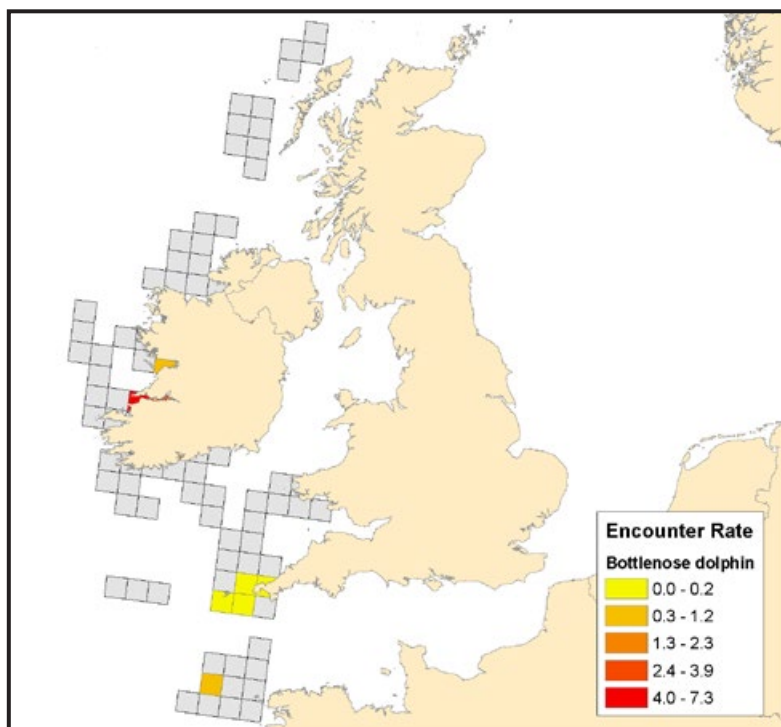 Encounter Rate
Bottlenose dolphin
0.0 - 0.2
0.3 - 1.2
1.3 - 2.3
2.4 - 3.9
4.0 - 7.3